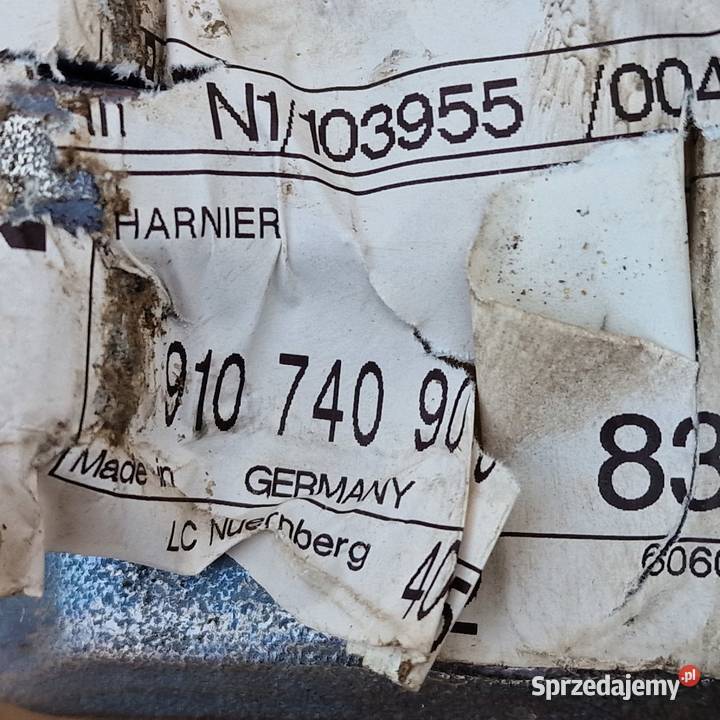 N1/103955 /004
HARNIER
910 740 90
83
Made in GERMANY
LC Nuernberg
6060
Sprzedajemy.pl